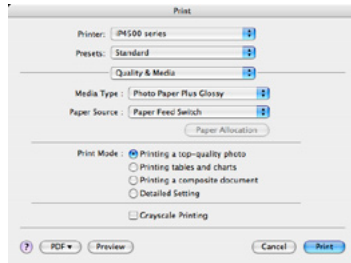 Print
Printer: iP4500 series
Presets: Standard
Quality & Media
Media Type : Photo Paper Plus Glossy
Paper Source : Paper Feed Switch
Paper Allocation
Print Mode : Printing a top-quality photo
Printing tables and charts
Printing a composite document
Detailed Setting
Grayscale Printing
? PDF ▾ Preview Cancel Print